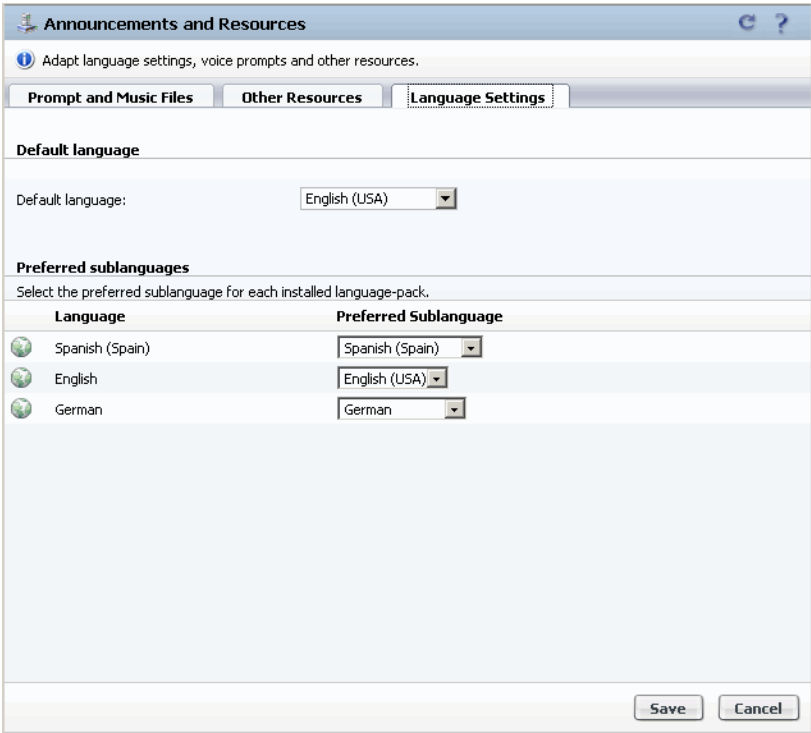 Announcements and Resources
Adapt language settings, voice prompts and other resources.
Prompt and Music Files Other Resources Language Settings
Default language
Default language: English (USA)
Preferred sublanguages
Select the preferred sublanguage for each installed language-pack.
Language Preferred Sublanguage
Spanish (Spain) Spanish (Spain)
English English (USA)
German German
Save Cancel